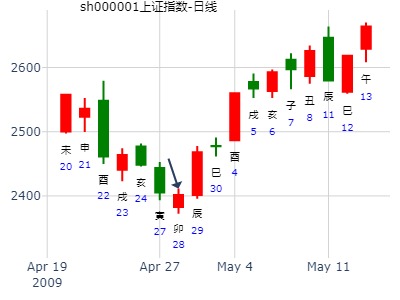 sh000001上证指数-日线
2600
2500
2400
未
20
申
21
酉
22
戌
23
亥
24
寅
27
卯
28
辰
29
巳
30
酉
4
戌
5
亥
6
子
7
丑
8
辰
11
巳
12
午
13
Apr 19
2009
Apr 27
May 4
May 11